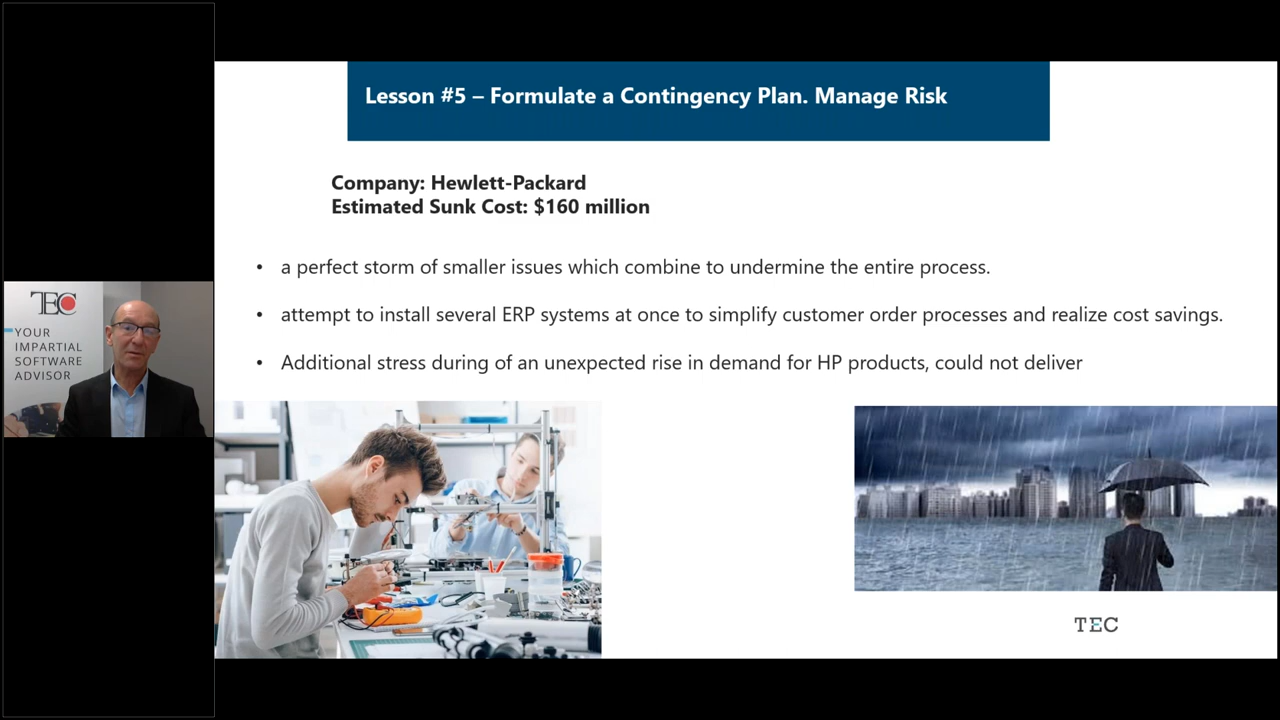 Lesson #5 – Formulate a Contingency Plan. Manage Risk
Company: Hewlett-Packard
Estimated Sunk Cost: $160 million
• a perfect storm of smaller issues which combine to undermine the entire process.
• attempt to install several ERP systems at once to simplify customer order processes and realize cost savings.
• Additional stress during of an unexpected rise in demand for HP products, could not deliver
TEC
YOUR
IMPARTIAL
SOFTWARE
ADVISOR
TEC